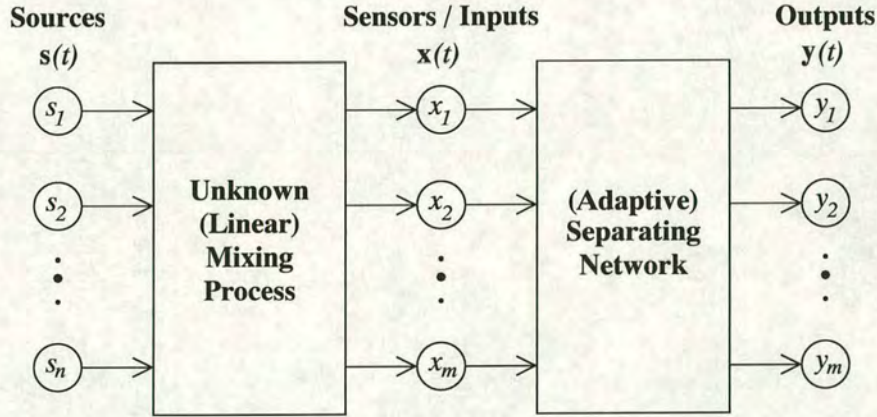 Sources
s(t)
Sensors / Inputs
x(t)
Outputs
y(t)
s1
x1
y1
s2
x2
y2
sn
xm
ym
Unknown
(Linear)
Mixing
Process
(Adaptive)
Separating
Network